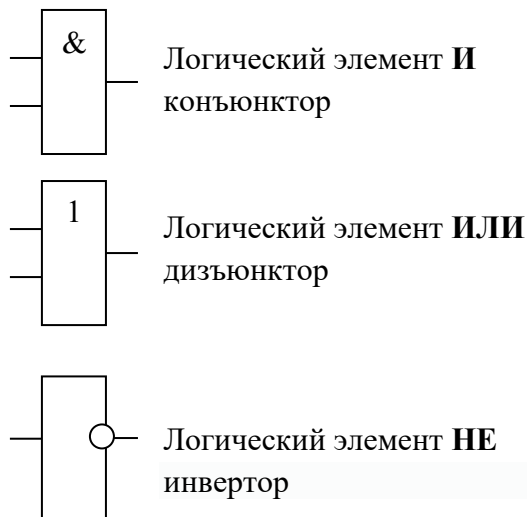 &
Логический элемент И
конъюнктор
1
Логический элемент ИЛИ
дизъюнктор
Логический элемент НЕ
инвертор